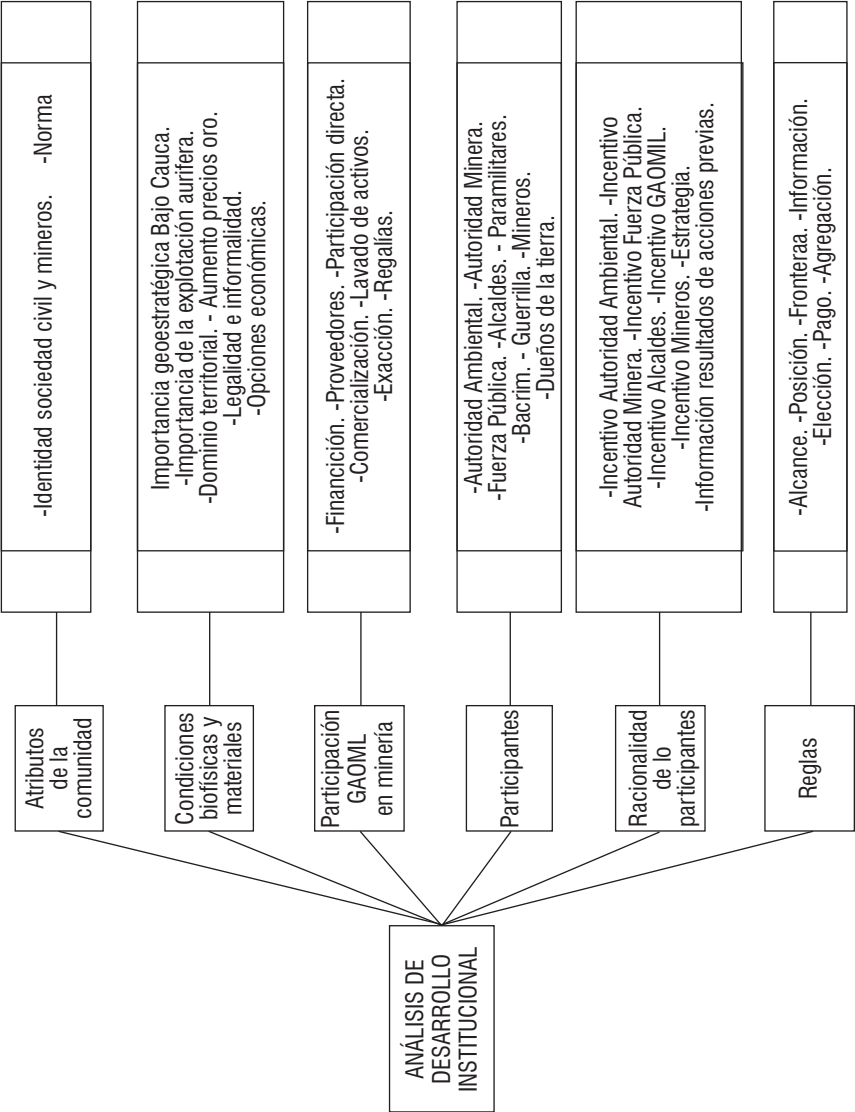 ANÁLISIS DE
DESARROLLO
INSTITUCIONAL
Atributos
de la
comunidad
-Identidad sociedad civil y mineros. -Norma
Condiciones
biofísicas y
materiales
Importancia geoestratégica Bajo Cauca.
-Importancia de la explotación aurífera.
-Dominio territorial. - Aumento precios oro.
-Legalidad e informalidad.
-Opciones económicas.
Participación
GAOML
en minería
-Financición. -Proveedores. -Participación directa.
-Comercialización. -Lavado de activos.
-Exacción. -Regalías.
Participantes
-Autoridad Ambiental. -Autoridad Minera.
-Fuerza Pública. -Alcaldes. - Paramilitares.
-Bacrim. - Guerrilla. -Mineros.
-Dueños de la tierra.
Racionalidad
de lo
participantes
-Incentivo Autoridad Ambiental. -Incentivo
Autoridad Minera. -Incentivo Fuerza Pública.
-Incentivo Alcaldes. -Incentivo GAOMIL.
-Incentivo Mineros. -Estrategia.
-Información resultados de acciones previas.
Reglas
-Alcance. -Posición. -Fronteraa. -Información.
-Elección. -Pago. -Agregación.